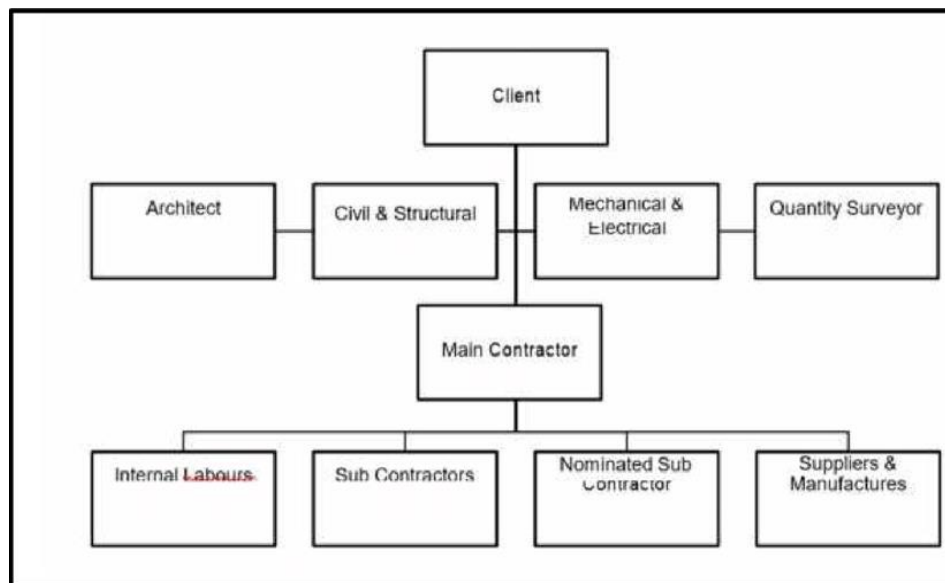 Client
Architect
Civil & Structural
Mechanical &
Electrical
Quantity Surveyor
Main Contractor
Internal Labours
Sub Contractors
Nominated Sub
Contractor
Suppliers &
Manufactures